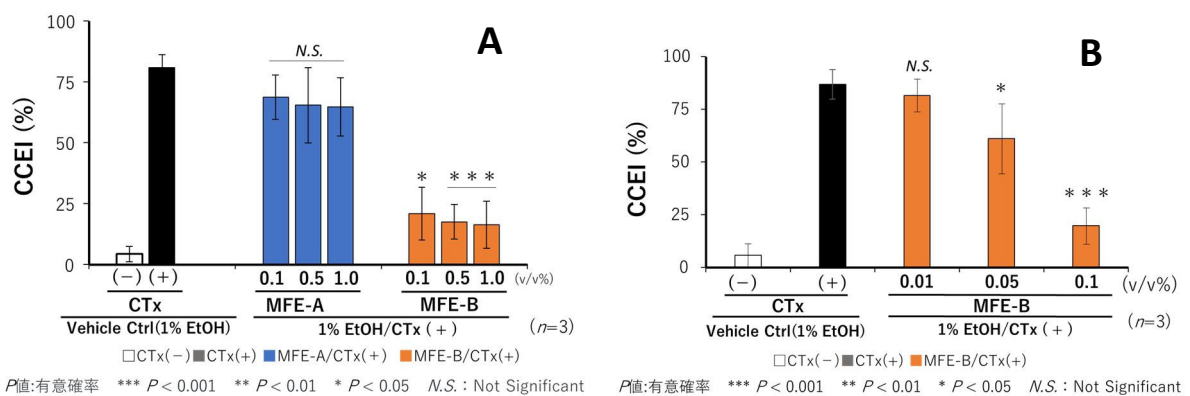 A
CCEI (%)
100
75
50
25
0
N.S.
*
* * *
(−) (+)
0.1 0.5 1.0
0.1 0.5 1.0 (v/v%)
CTx
MFE-A
MFE-B
Vehicle Ctrl(1% EtOH)
1% EtOH/CTx (+)
(n=3)
CTx(−) CTx(+) MFE-A/CTx(+) MFE-B/CTx(+)
P値:有意確率 *** P < 0.001 ** P < 0.01 * P < 0.05 N.S. : Not Significant
B
CCEI (%)
100
75
50
25
0
N.S.
*
* * *
(−) (+)
0.01 0.05 0.1 (v/v%)
CTx
MFE-B
Vehicle Ctrl(1% EtOH)
1% EtOH/CTx (+)
(n=3)
CTx(−) CTx(+) MFE-B/CTx(+)
P値:有意確率 *** P < 0.001 ** P < 0.01 * P < 0.05 N.S. : Not Significant